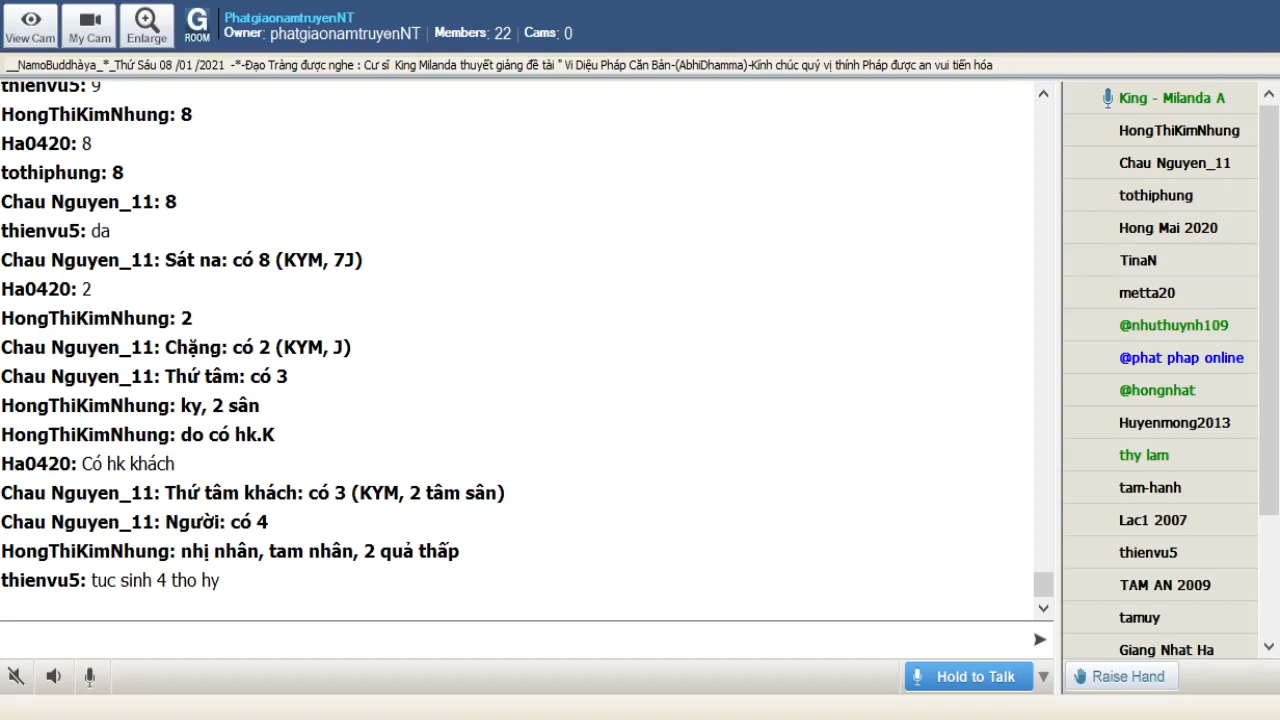 View Cam
My Cam
Enlarge
G
ROOM
PhatgiaonamtruyenNT
Owner: phatgiaonamtruyenNT | Members: 22 | Cams: 0
__NamoBuddhàya_*_Thứ Sáu 08 /01 /2021 -*-Đạo Tràng được nghe : Cư sĩ King Milanda thuyết giảng đề tài " Vi Diệu Pháp Căn Bản-(AbhiDhamma)-Kính chúc quý vị thính Pháp được an vui tiến hóa
thienvu5: 9
HongThiKimNhung: 8
Ha0420: 8
tothiphung: 8
Chau Nguyen_11: 8
thienvu5: da
Chau Nguyen_11: Sát na: có 8 (KYM, 7J)
Ha0420: 2
HongThiKimNhung: 2
Chau Nguyen_11: Chặng: có 2 (KYM, J)
Chau Nguyen_11: Thứ tâm: có 3
HongThiKimNhung: ky, 2 sân
HongThiKimNhung: do có hk.K
Ha0420: Có hk khách
Chau Nguyen_11: Thứ tâm khách: có 3 (KYM, 2 tâm sân)
Chau Nguyen_11: Người: có 4
HongThiKimNhung: nhị nhân, tam nhân, 2 quả thấp
thienvu5: tuc sinh 4 tho hy
King - Milanda A
HongThiKimNhung
Chau Nguyen_11
tothiphung
Hong Mai 2020
TinaN
metta20
@nhuthuynh109
@phat phap online
@hongnhat
Huyenmong2013
thy lam
tam-hanh
Lac1 2007
thienvu5
TAM AN 2009
tamuy
Giang Nhat Ha
Hold to Talk
Raise Hand